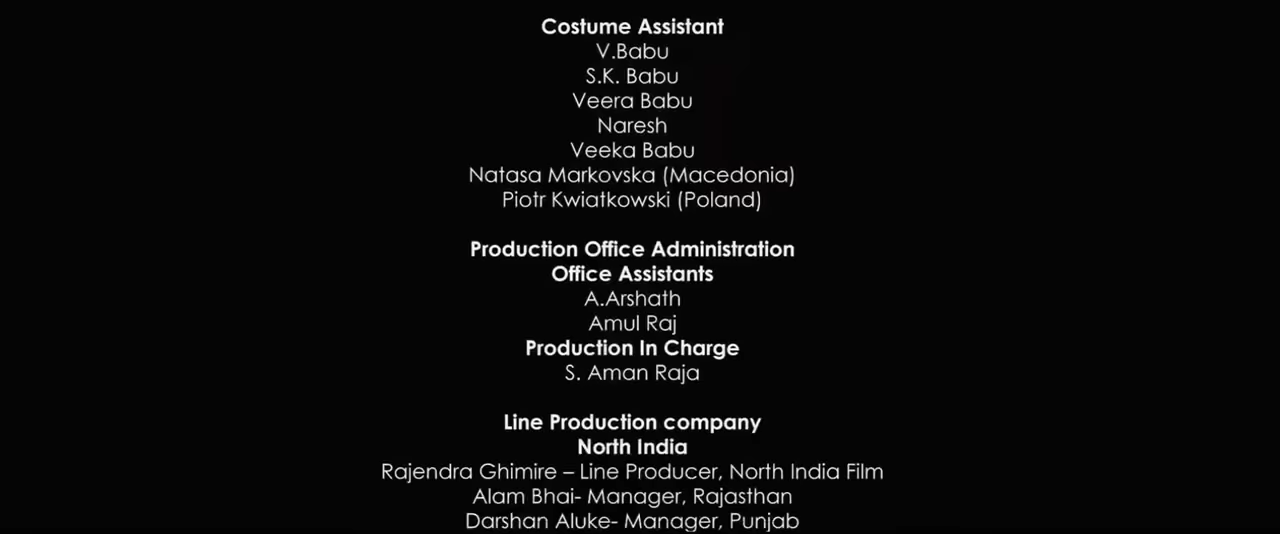 Costume Assistant
V.Babu
S.K. Babu
Veera Babu
Naresh
Veeka Babu
Natasa Markovska (Macedonia)
Piotr Kwiatkowski (Poland)
Production Office Administration
Office Assistants
A.Arshath
Amul Raj
Production In Charge
S. Aman Raja
Line Production company
North India
Rajendra Ghimire – Line Producer, North India Film
Alam Bhai- Manager, Rajasthan
Darshan Aluke- Manager, Punjab